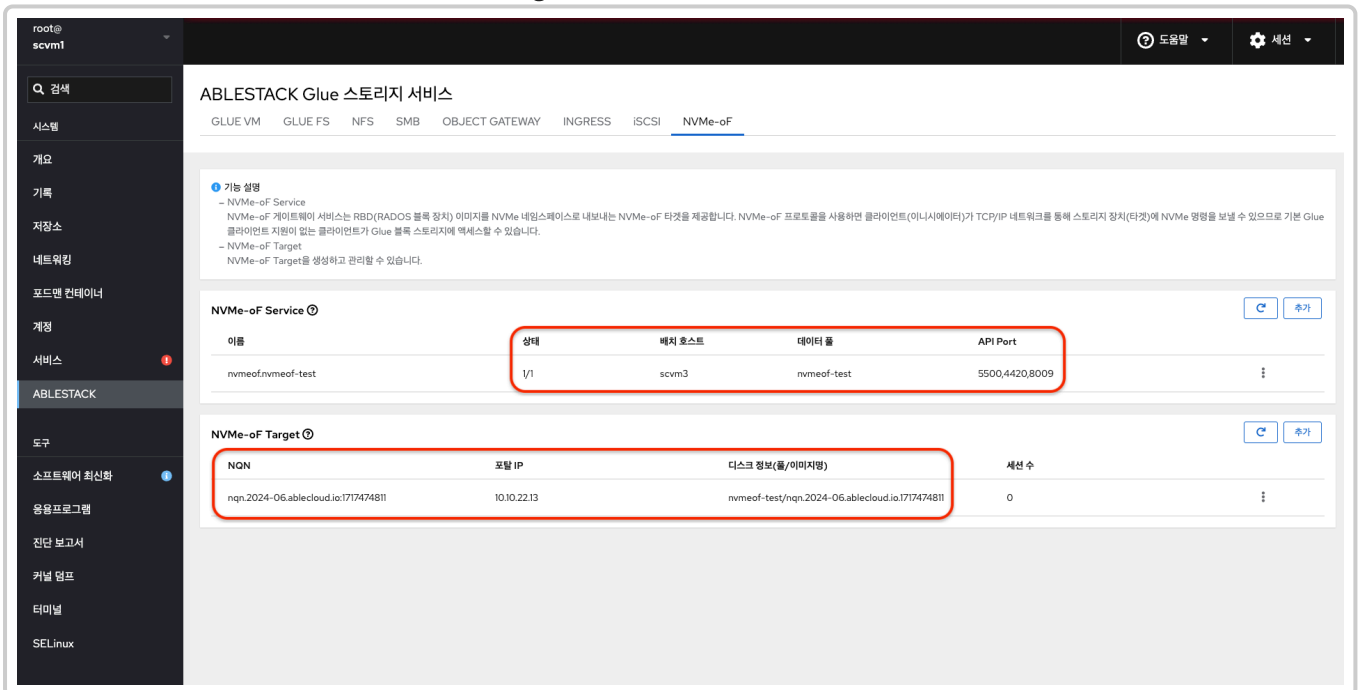 root@
scvm1
도움말
세션
검색
시스템
개요
기록
저장소
네트워킹
포드맨 컨테이너
계정
서비스
ABLESTACK
도구
소프트웨어 최신화
응용프로그램
진단 보고서
커널 덤프
터미널
SELinux
ABLESTACK Glue 스토리지 서비스
GLUE VM GLUE FS NFS SMB OBJECT GATEWAY INGRESS iSCSI NVMe-oF
기능 설명
– NVMe-oF Service
NVMe-oF 게이트웨이 서비스는 RBD(RADOS 블록 장치) 이미지를 NVMe 네임스페이스로 내보내는 NVMe-oF 타겟을 제공합니다. NVMe-oF 프로토콜을 사용하면 클라이언트(이니시에이터)가 TCP/IP 네트워크를 통해 스토리지 장치(타겟)에 NVMe 명령을 보낼 수 있으므로 기본 Glue
클라이언트 지원이 없는 클라이언트가 Glue 블록 스토리지에 액세스할 수 있습니다.
– NVMe-oF Target
NVMe-oF Target을 생성하고 관리할 수 있습니다.
NVMe-oF Service
추가
이름 상태 배치 호스트 데이터 풀 API Port
nvmeof.nvmeof-test 1/1 scvm3 nvmeof-test 5500,4420,8009
NVMe-oF Target
추가
NQN 포탈 IP 디스크 정보(풀/이미지명) 세션 수
nqn.2024-06.ablecloud.io:1717474811 10.10.22.13 nvmeof-test/nqn.2024-06.ablecloud.io.1717474811 0